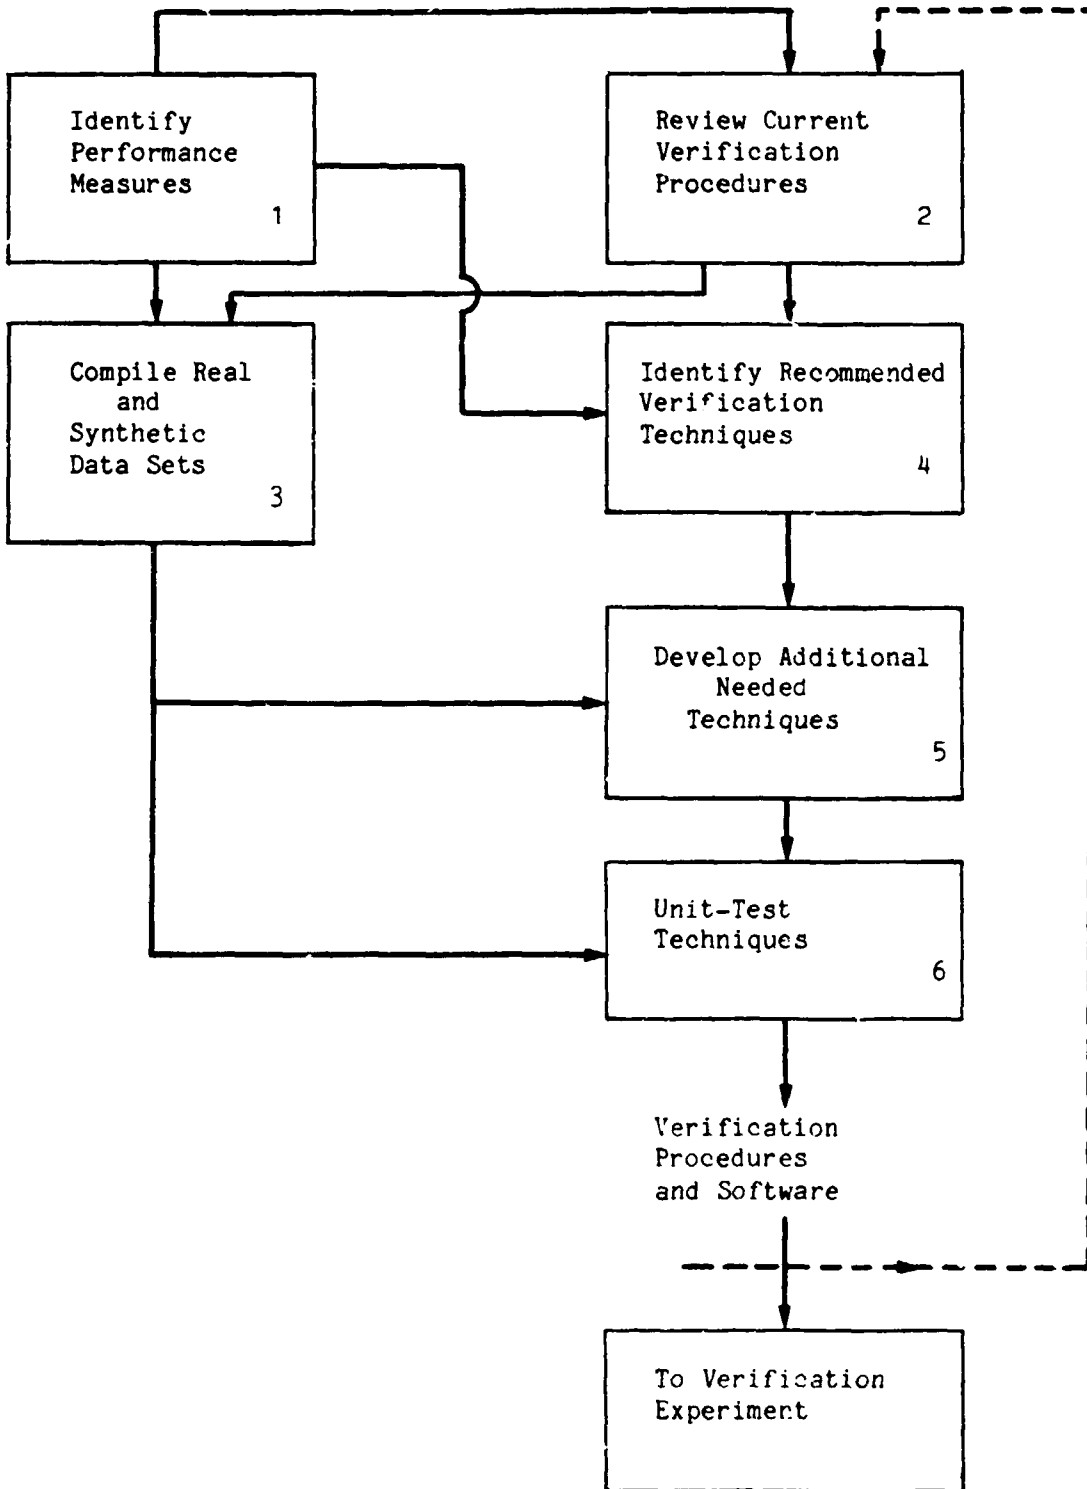 Identify
Performance
Measures
1
Review Current
Verification
Procedures
2
Compile Real
and
Synthetic
Data Sets
3
Identify Recommended
Verification
Techniques
4
Develop Additional
Needed
Techniques
5
Unit-Test
Techniques
6
Verification
Procedures
and Software
To Verification
Experiment